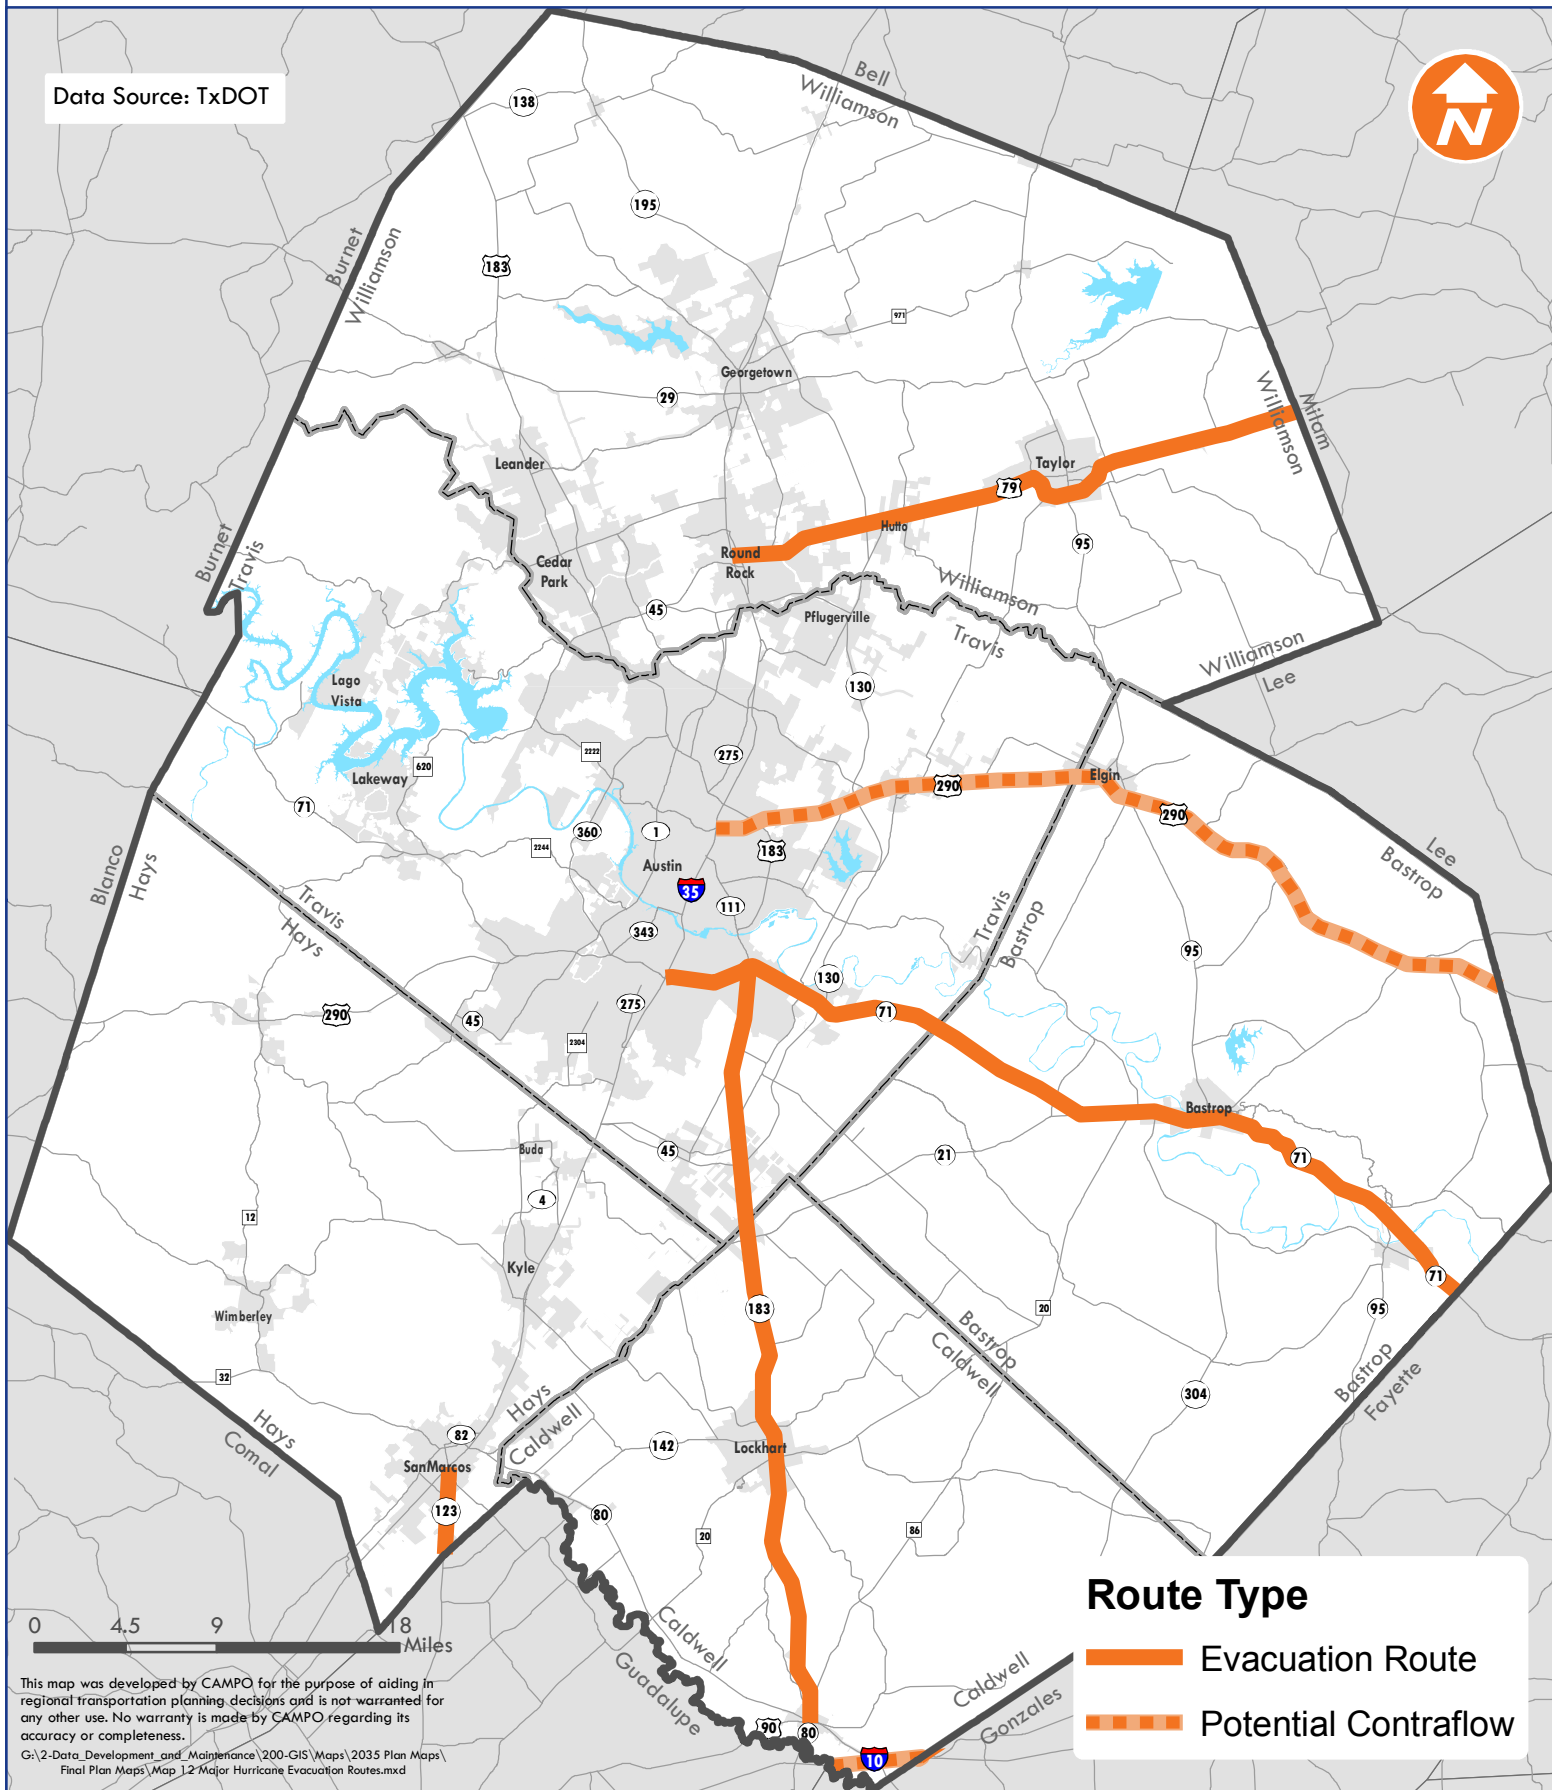 Data Source: TxDOT
N
Bell
Williamson
138
195
183
Burnet
Williamson
971
Georgetown
29
Williamson
Milam
Leander
Taylor
79
Hutto
95
Round
Rock
Cedar
Park
Burnet
Travis
45
Pflugerville
Williamson
Travis
Williamson
Lee
Lago
Vista
130
2222
275
620
Lakeway
71
Elgin
290
290
360
1
183
2244
Austin
35
111
343
Blanco
Hays
Travis
Hays
Lee
Bastrop
Travis
Bastrop
95
130
71
275
290
45
2304
Bastrop
71
Buda
45
21
4
12
Kyle
71
183
20
95
Wimberley
Bastrop
Caldwell
32
Bastrop
Fayette
304
Hays
Comal
Hays
Caldwell
82
142
Lockhart
SanMarcos
123
80
20
86
Caldwell
Guadalupe
Caldwell
Gonzales
90
80
10
Route Type
Evacuation Route
Potential Contraflow
0 4.5 9 18
Miles
This map was developed by CAMPO for the purpose of aiding in
regional transportation planning decisions and is not warranted for
any other use. No warranty is made by CAMPO regarding its
accuracy or completeness.
G:\2-Data_Development_and_Maintenance\200-GIS\Maps\2035 Plan Maps\
Final Plan Maps\Map 12 Major Hurricane Evacuation Routes.mxd